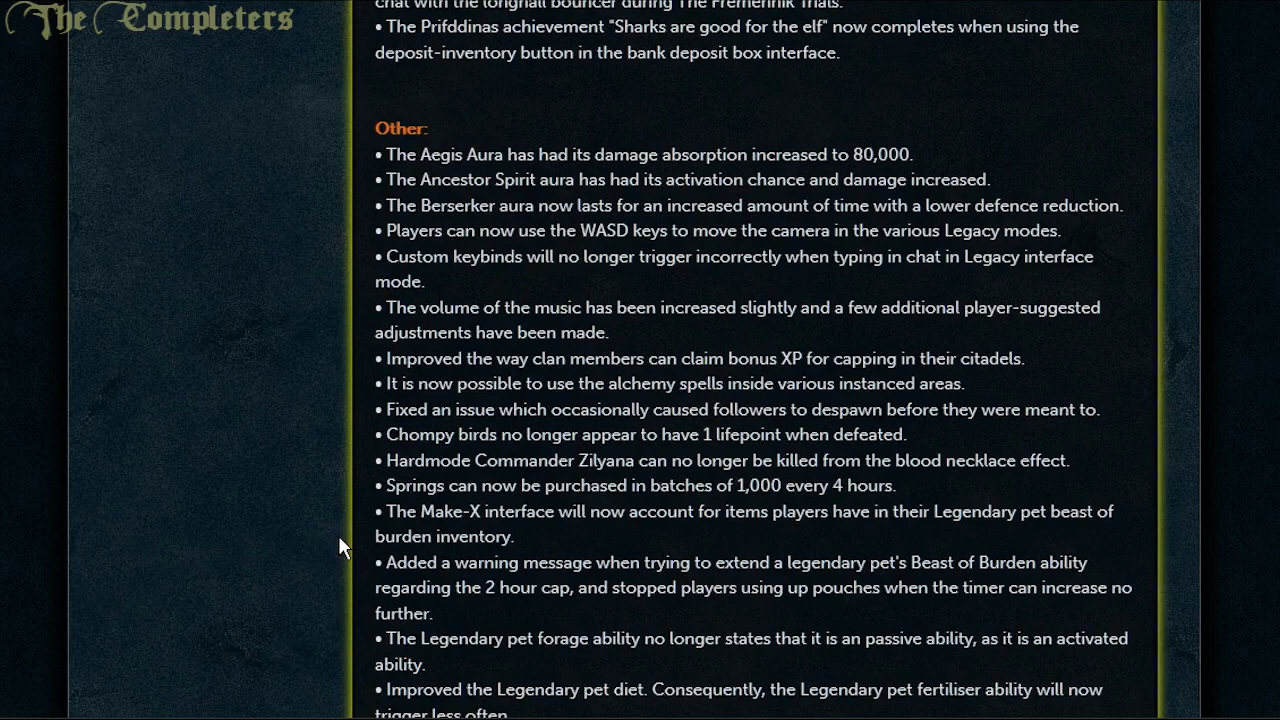 The Completers
chat with the longhall bouncer during The Fremennik Trials.
• The Prifddinas achievement "Sharks are good for the elf" now completes when using the
deposit-inventory button in the bank deposit box interface.
Other:
• The Aegis Aura has had its damage absorption increased to 80,000.
• The Ancestor Spirit aura has had its activation chance and damage increased.
• The Berserker aura now lasts for an increased amount of time with a lower defence reduction.
• Players can now use the WASD keys to move the camera in the various Legacy modes.
• Custom keybinds will no longer trigger incorrectly when typing in chat in Legacy interface
mode.
• The volume of the music has been increased slightly and a few additional player-suggested
adjustments have been made.
• Improved the way clan members can claim bonus XP for capping in their citadels.
• It is now possible to use the alchemy spells inside various instanced areas.
• Fixed an issue which occasionally caused followers to despawn before they were meant to.
• Chompy birds no longer appear to have 1 lifepoint when defeated.
• Hardmode Commander Zilyana can no longer be killed from the blood necklace effect.
• Springs can now be purchased in batches of 1,000 every 4 hours.
• The Make-X interface will now account for items players have in their Legendary pet beast of
burden inventory.
• Added a warning message when trying to extend a legendary pet's Beast of Burden ability
regarding the 2 hour cap, and stopped players using up pouches when the timer can increase no
further.
• The Legendary pet forage ability no longer states that it is an passive ability, as it is an activated
ability.
• Improved the Legendary pet diet. Consequently, the Legendary pet fertiliser ability will now
trigger less often.